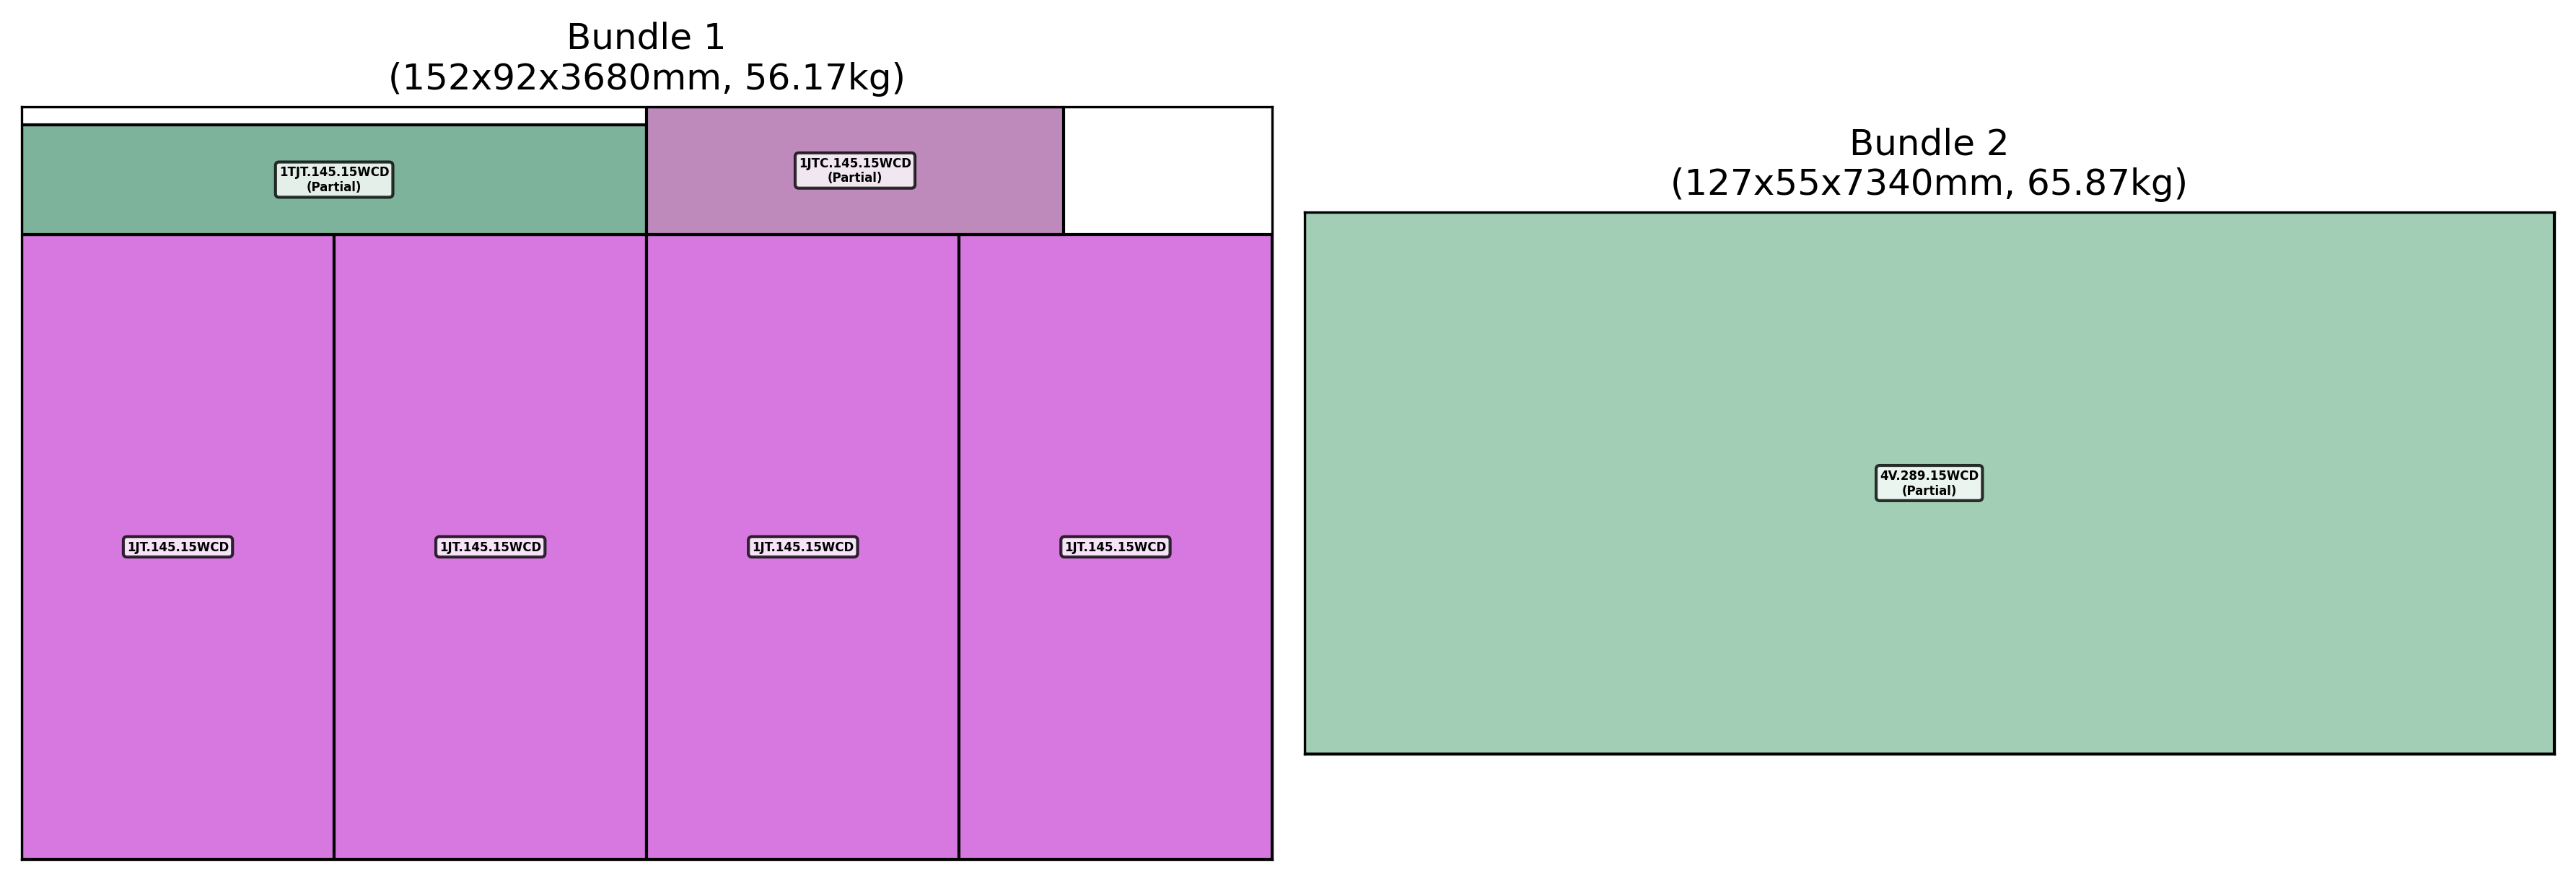 Bundle 1
(152x92x3680mm, 56.17kg)
1TJT.145.15WCD
(Partial)
1JTC.145.15WCD
(Partial)
1JT.145.15WCD
1JT.145.15WCD
1JT.145.15WCD
1JT.145.15WCD
Bundle 2
(127x55x7340mm, 65.87kg)
4V.289.15WCD
(Partial)